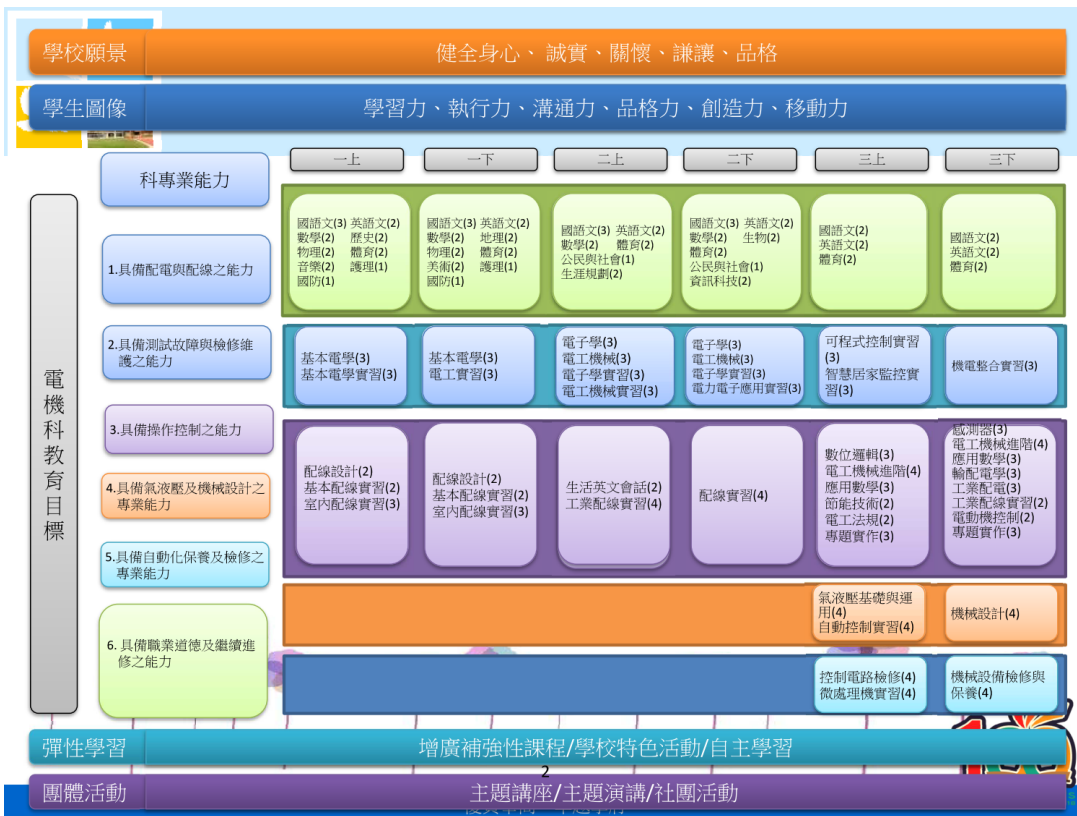 學校願景
健全身心、 誠實、關懷、謙讓、品格
學生圖像
學習力、執行力、溝通力、品格力、創造力、移動力
科專業能力
一上
一下
二上
二下
三上
三下
電機科教育目標
1.具備配電與配線之能力
2.具備測試故障與檢修維
護之能力
3.具備操作控制之能力
4.具備氣液壓及機械設計之
專業能力
5.具備自動化保養及檢修之
專業能力
6. 具備職業道德及繼續進
修之能力
國語文(3) 英語文(2)
數學(2) 歷史(2)
物理(2) 體育(2)
音樂(2) 護理(1)
國防(1)
國語文(3) 英語文(2)
數學(2) 地理(2)
物理(2) 體育(2)
美術(2) 護理(1)
國防(1)
國語文(3) 英語文(2)
數學(2) 體育(2)
公民與社會(1)
生涯規劃(2)
國語文(3) 英語文(2)
數學(2) 生物(2)
體育(2)
公民與社會(1)
資訊科技(2)
國語文(2)
英語文(2)
體育(2)
國語文(2)
英語文(2)
體育(2)
基本電學(3)
基本電學實習(3)
基本電學(3)
電工實習(3)
電子學(3)
電工機械(3)
電子學實習(3)
電工機械實習(3)
電子學(3)
電工機械(3)
電子學實習(3)
電力電子應用實習(3)
可程式控制實習
(3)
智慧居家監控實
習(3)
機電整合實習(3)
配線設計(2)
基本配線實習(2)
室內配線實習(3)
配線設計(2)
基本配線實習(2)
室內配線實習(3)
生活英文會話(2)
工業配線實習(4)
配線實習(4)
數位邏輯(3)
電工機械進階(4)
應用數學(3)
節能技術(2)
電工法規(2)
專題實作(3)
感測器(3)
電工機械進階(4)
應用數學(3)
輸配電學(3)
工業配電(3)
工業配線實習(2)
電動機控制(2)
專題實作(3)
氣液壓基礎與運
用(4)
自動控制實習(4)
機械設計(4)
控制電路檢修(4)
微處理機實習(4)
機械設備檢修與
保養(4)
彈性學習
增廣補強性課程/學校特色活動/自主學習
2
團體活動
主題講座/主題演講/社團活動